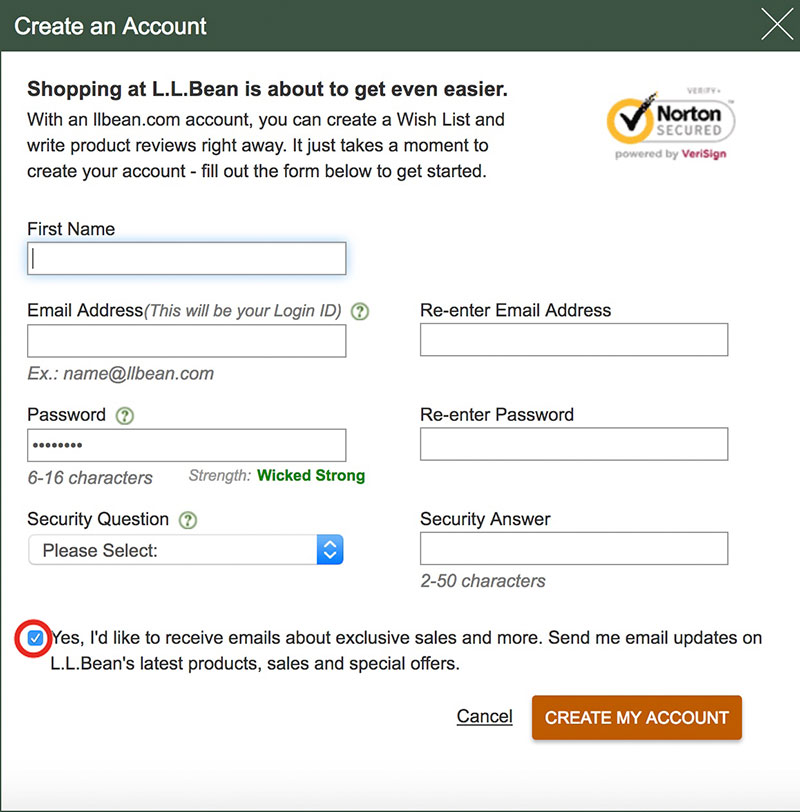 Create an Account
Shopping at L.L.Bean is about to get even easier.
With an llbean.com account, you can create a Wish List and
write product reviews right away. It just takes a moment to
create your account - fill out the form below to get started.
VERIFY▸
Norton
SECURED
powered by VeriSign
First Name
Email Address(This will be your Login ID) ?
Re-enter Email Address
Ex.: name@llbean.com
Password ?
Re-enter Password
••••••••
6-16 characters Strength: Wicked Strong
Security Question ?
Security Answer
Please Select:
2-50 characters
Yes, I'd like to receive emails about exclusive sales and more. Send me email updates on
L.L.Bean's latest products, sales and special offers.
Cancel CREATE MY ACCOUNT